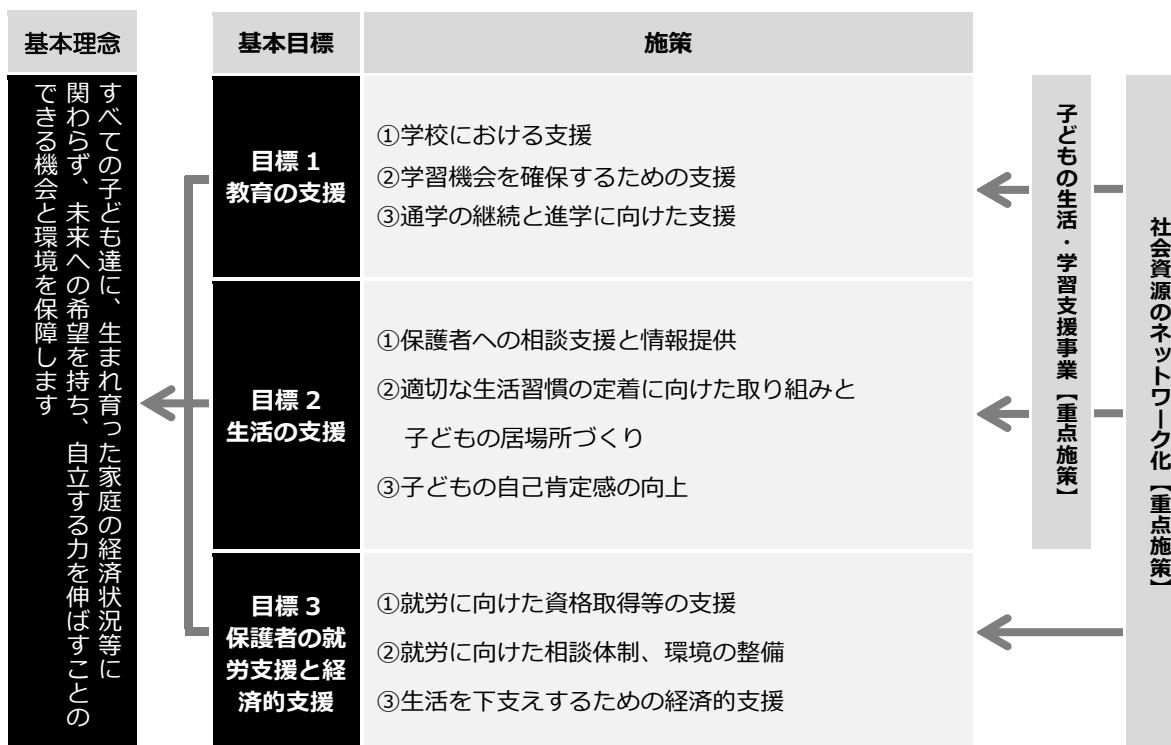 基本理念
すべての子ども達に、生まれ育った家庭の経済状況等に
関わらず、未来への希望を持ち、自立する力を伸ばすことの
できる機会と環境を保障します
基本目標
施策
目標 1
教育の支援
①学校における支援
②学習機会を確保するための支援
③通学の継続と進学に向けた支援
目標 2
生活の支援
①保護者への相談支援と情報提供
②適切な生活習慣の定着に向けた取り組みと
子どもの居場所づくり
③子どもの自己肯定感の向上
目標 3
保護者の就
労支援と経
済的支援
①就労に向けた資格取得等の支援
②就労に向けた相談体制、環境の整備
③生活を下支えするための経済的支援
子どもの生活・学習支援事業【重点施策】
社会資源のネットワーク化【重点施策】